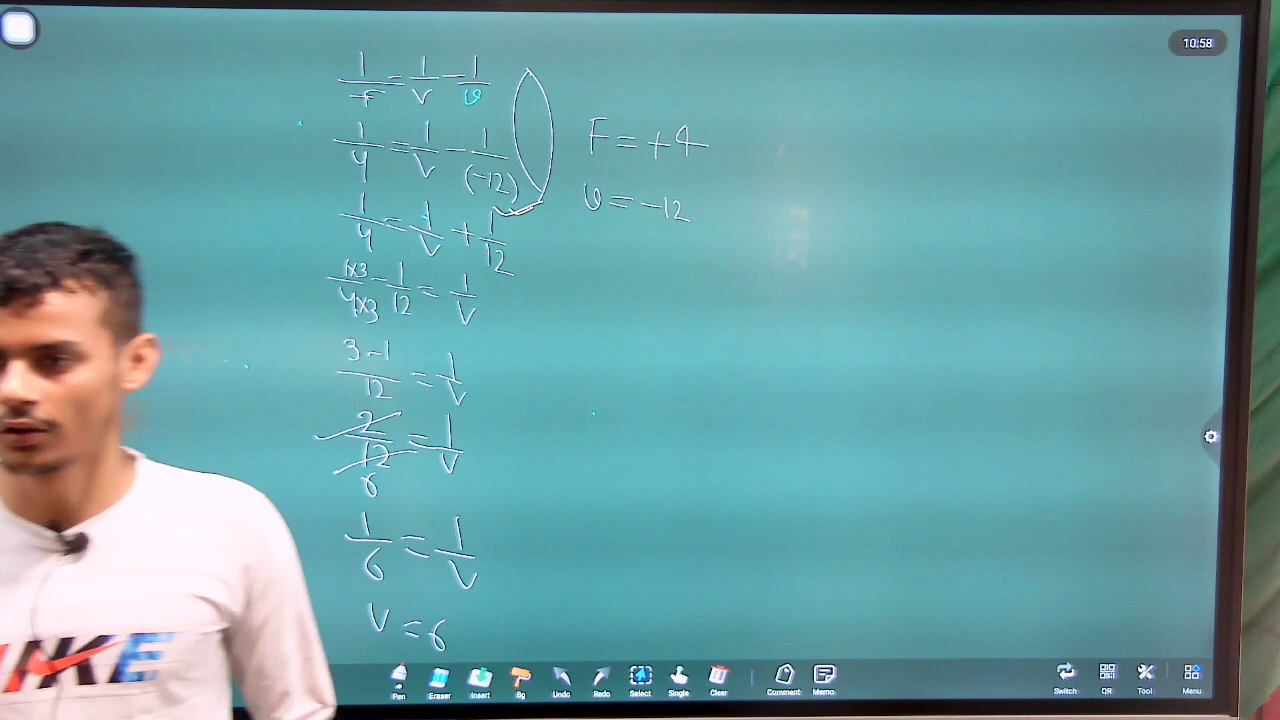 10:58
1/F = 1/v - 1/u
1/4 = 1/v - 1/(-12)
1/4 = 1/v + 1/12
1×3/4×3 - 1/12 = 1/v
3-1/12 = 1/v
2/12 = 1/v
6
1/6 = 1/v
v = 6
F = +4
u = -12
NIKE
Pen Eraser Insert Bg Undo Redo Select Single Clear Comment Memo Switch QR Tool Menu